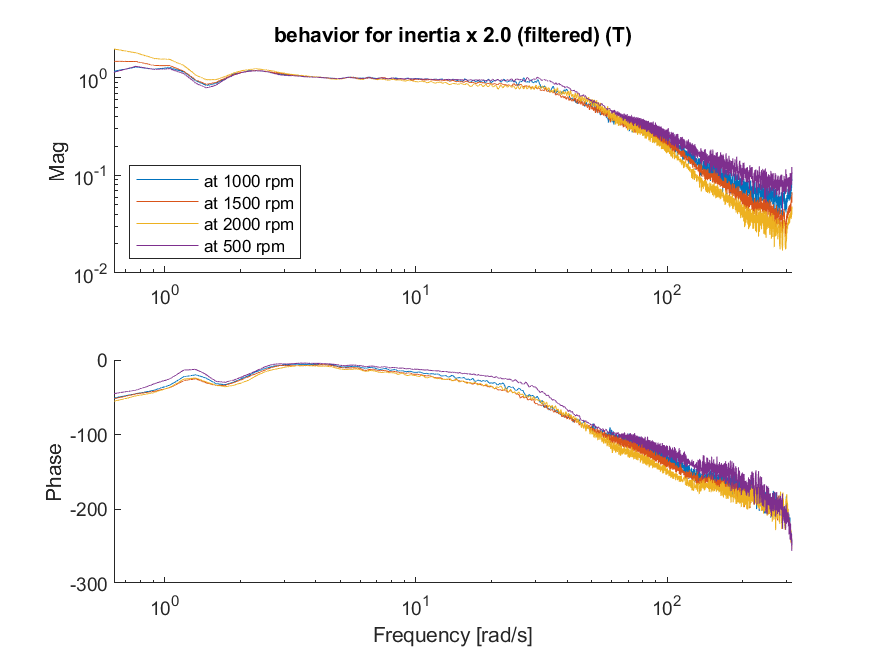 behavior for inertia x 2.0 (filtered) (T)
Mag
10^0
10^-1
10^-2
at 1000 rpm
at 1500 rpm
at 2000 rpm
at 500 rpm
10^0 10^1 10^2
Phase
0
-100
-200
-300
10^0 10^1 10^2
Frequency [rad/s]